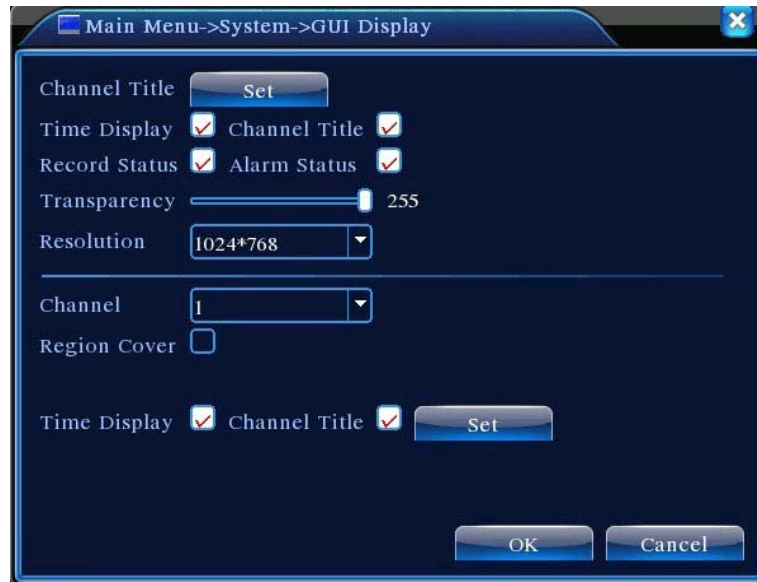 Main Menu->System->GUI Display
Channel Title Set
Time Display Channel Title
Record Status Alarm Status
Transparency 255
Resolution 1024*768
Channel 1
Region Cover
Time Display Channel Title Set
OK Cancel